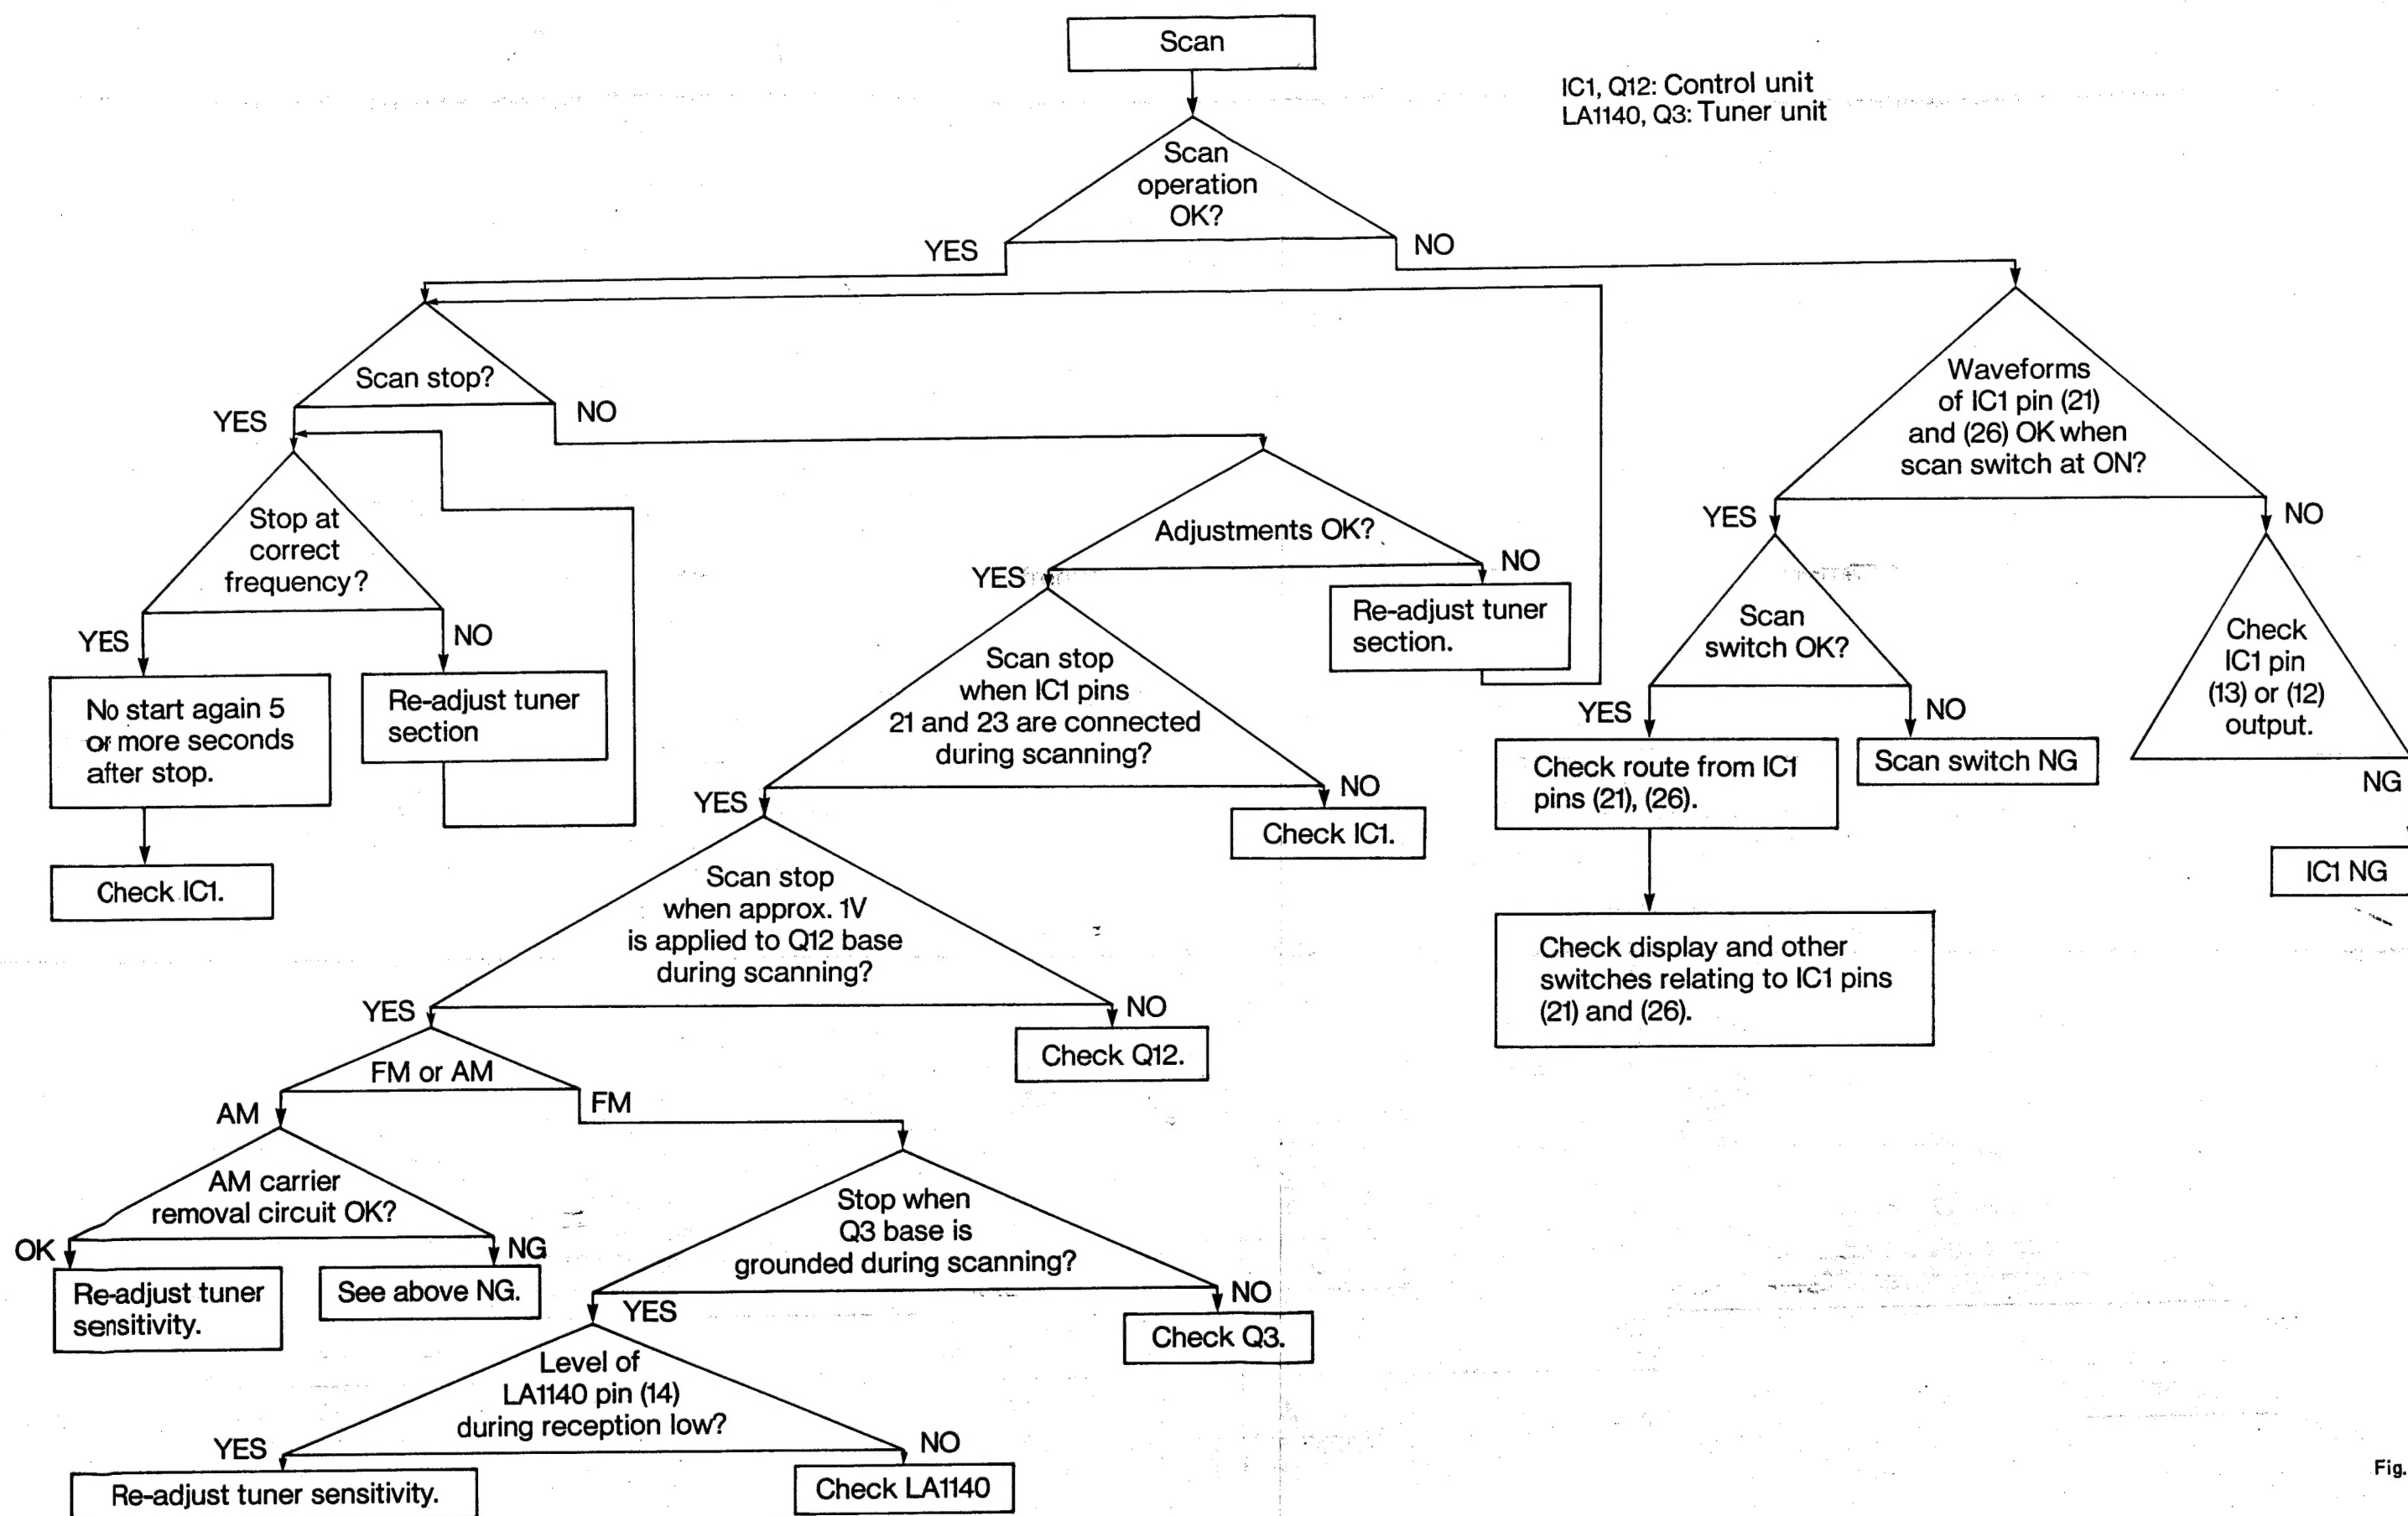 Scan
IC1, Q12: Control unit
LA1140, Q3: Tuner unit
Scan
operation
OK?
YES
NO
Scan stop?
YES
NO
Waveforms
of IC1 pin (21)
and (26) OK when
scan switch at ON?
YES
NO
Stop at
correct
frequency?
YES
NO
Adjustments OK?
YES
NO
Re-adjust tuner
section.
Scan
switch OK?
YES
NO
Check
IC1 pin
(13) or (12)
output.
NG
No start again 5
or more seconds
after stop.
Re-adjust tuner
section
Scan stop
when IC1 pins
21 and 23 are connected
during scanning?
YES
NO
Check route from IC1
pins (21), (26).
Scan switch NG
Check IC1.
Check IC1.
IC1 NG
Scan stop
when approx. 1V
is applied to Q12 base
during scanning?
YES
NO
Check display and other
switches relating to IC1 pins
(21) and (26).
FM or AM
AM
FM
Check Q12.
AM carrier
removal circuit OK?
OK
NG
Stop when
Q3 base is
grounded during scanning?
YES
NO
Re-adjust tuner
sensitivity.
See above NG.
Check Q3.
Level of
LA1140 pin (14)
during reception low?
YES
NO
Re-adjust tuner sensitivity.
Check LA1140
Fig.